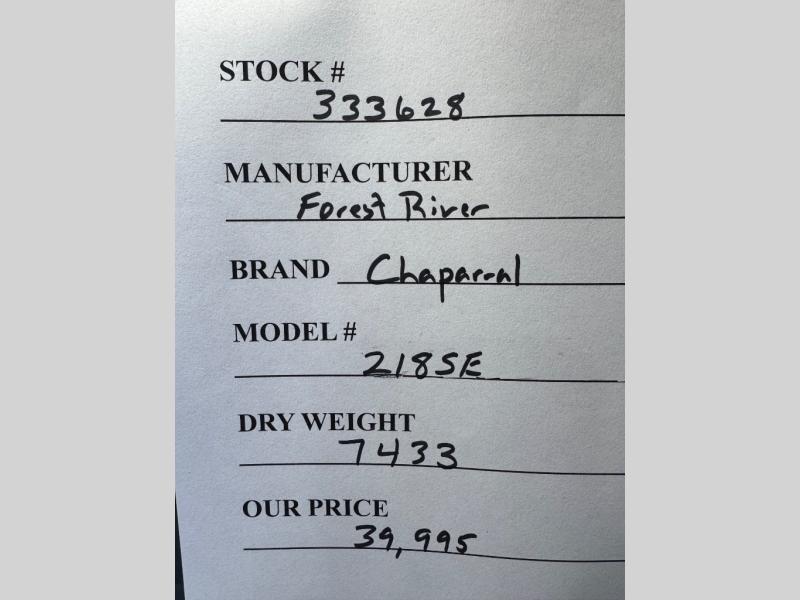 STOCK #
333628
MANUFACTURER
Forest River
BRAND Chaparral
MODEL #
218SE
DRY WEIGHT
7433
OUR PRICE
39,995